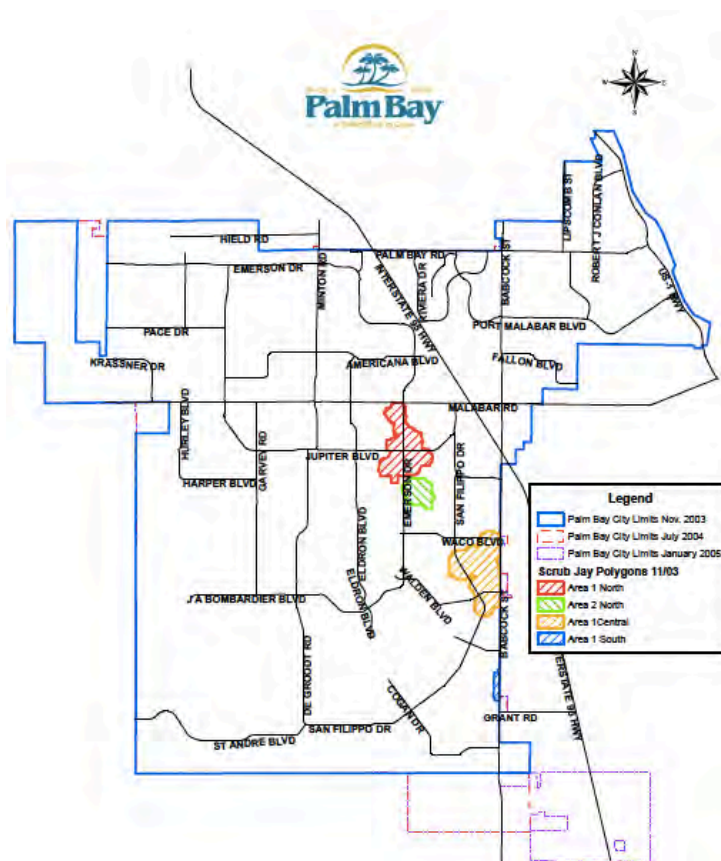 Palm Bay
N
W
E
S
LIPSCOMB ST
ROBERT J CONLAN BLVD
HIELD RD
PALM BAY RD
EMERSON DR
MINTON RD
INTERSTATE 95 HWY
RIVIERA DR
BABCOCK ST
US-1 HWY
PACE DR
PORT MALABAR BLVD
KRASSNER DR
AMERICANA BLVD
FALLON BLVD
MALABAR RD
HURLEY BLVD
GARVEY RD
JUPITER BLVD
HARPER BLVD
EMERSON DR
SAN FILIPPO DR
ELDRON BLVD
WACO BLVD
J A BOMBARDIER BLVD
ELDRON BLVD
WALDEN BLVD
BABCOCK ST
DE GROODT RD
COGAN DR
ERSTATE 95 HWY
GRANT RD
ST ANDRE BLVD
SAN FILIPPO DR
Legend
Palm Bay City Limits Nov. 2003
Palm Bay City Limits July 2004
Palm Bay City Limits January 2005
Scrub Jay Polygons 11/03
Area 1 North
Area 2 North
Area 1Central
Area 1 South